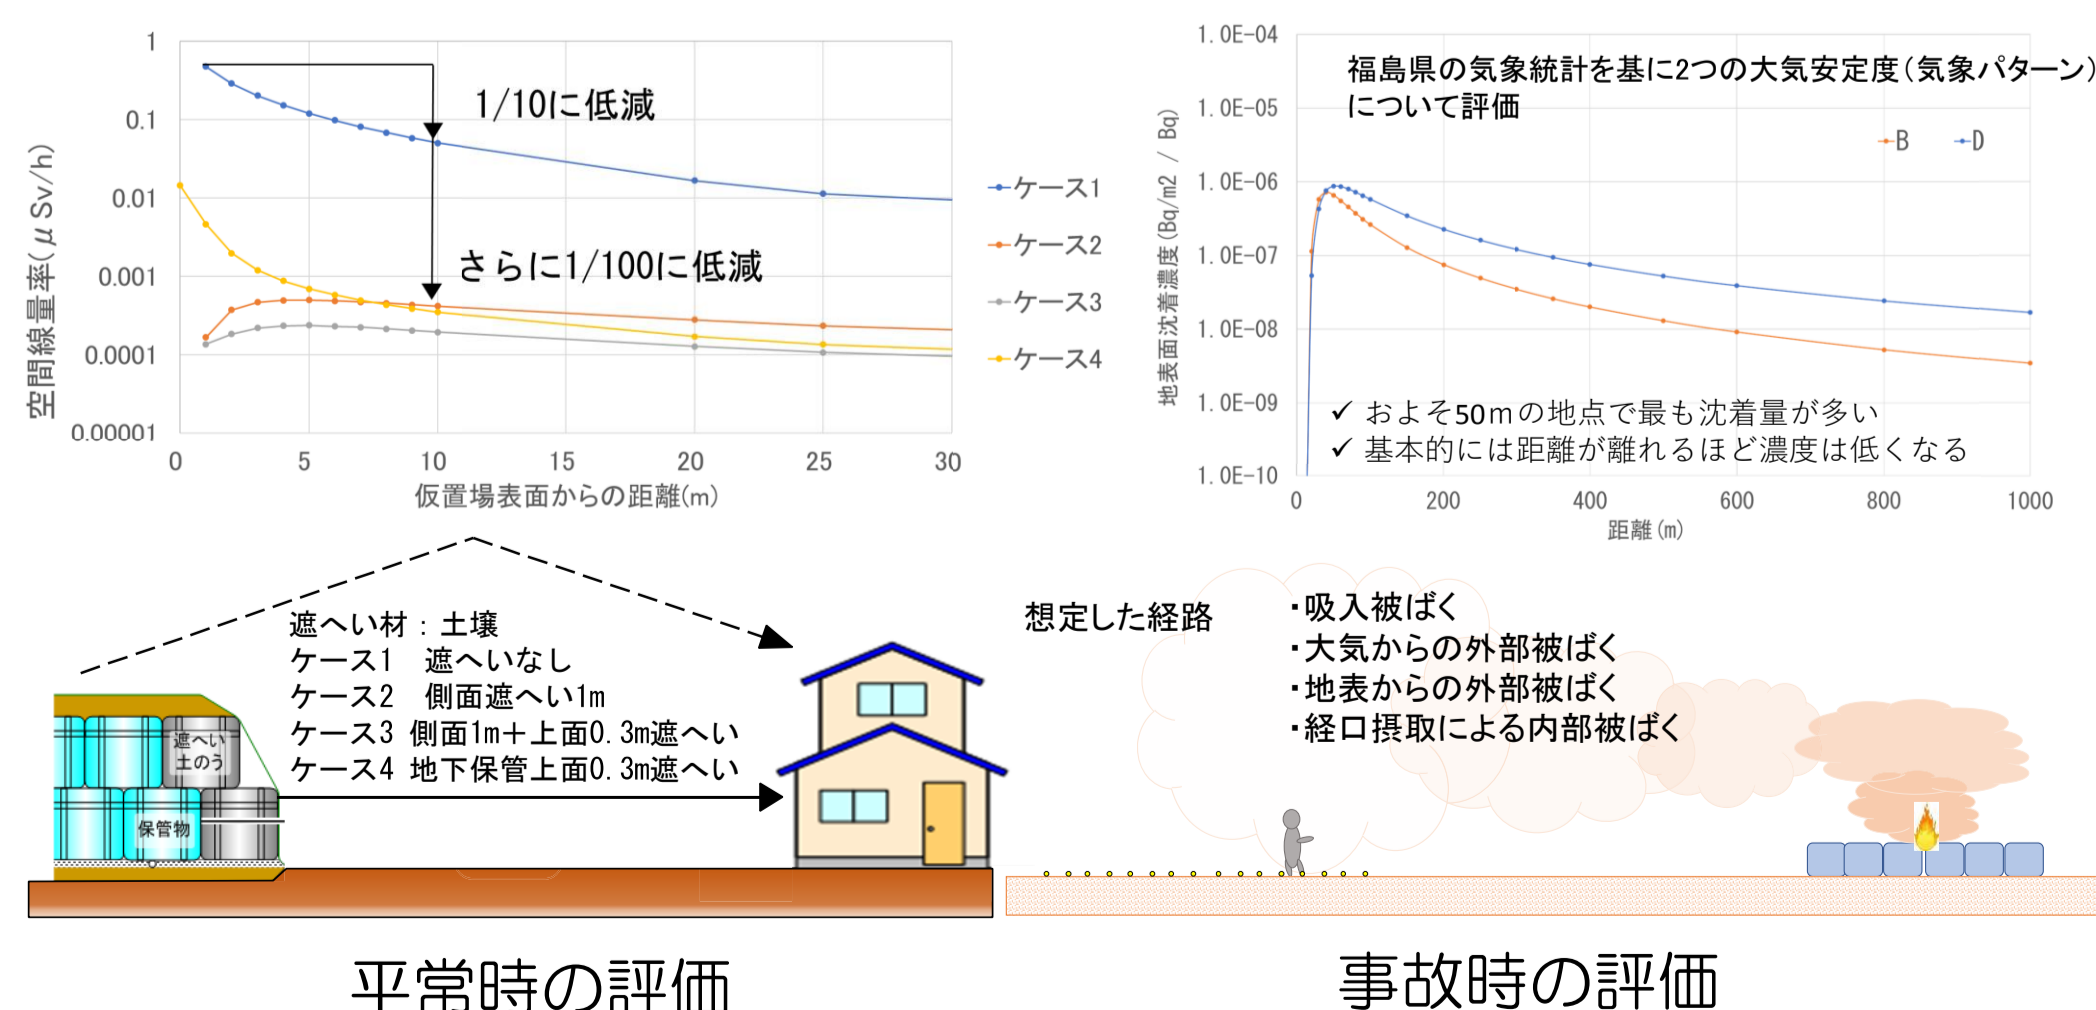 1
0.1
0.01
0.001
0.0001
0.00001
空間線量率(μSv/h)
1/10に低減
さらに1/100に低減
ケース1
ケース2
ケース3
ケース4
0 5 10 15 20 25 30
仮置場表面からの距離(m)
遮へい材：土壌
ケース1 遮へいなし
ケース2 側面遮へい1m
ケース3 側面1m＋上面0.3m遮へい
ケース4 地下保管上面0.3m遮へい
遮へい
土のう
保管物
平常時の評価
1.0E-04
1.0E-05
1.0E-06
1.0E-07
1.0E-08
1.0E-09
1.0E-10
地表面沈着濃度(Bq/m2 / Bq)
福島県の気象統計を基に2つの大気安定度（気象パターン）
について評価
B D
✓ およそ50ｍの地点で最も沈着量が多い
✓ 基本的には距離が離れるほど濃度は低くなる
0 200 400 600 800 1000
距離(m)
想定した経路
・吸入被ばく
・大気からの外部被ばく
・地表からの外部被ばく
・経口摂取による内部被ばく
事故時の評価